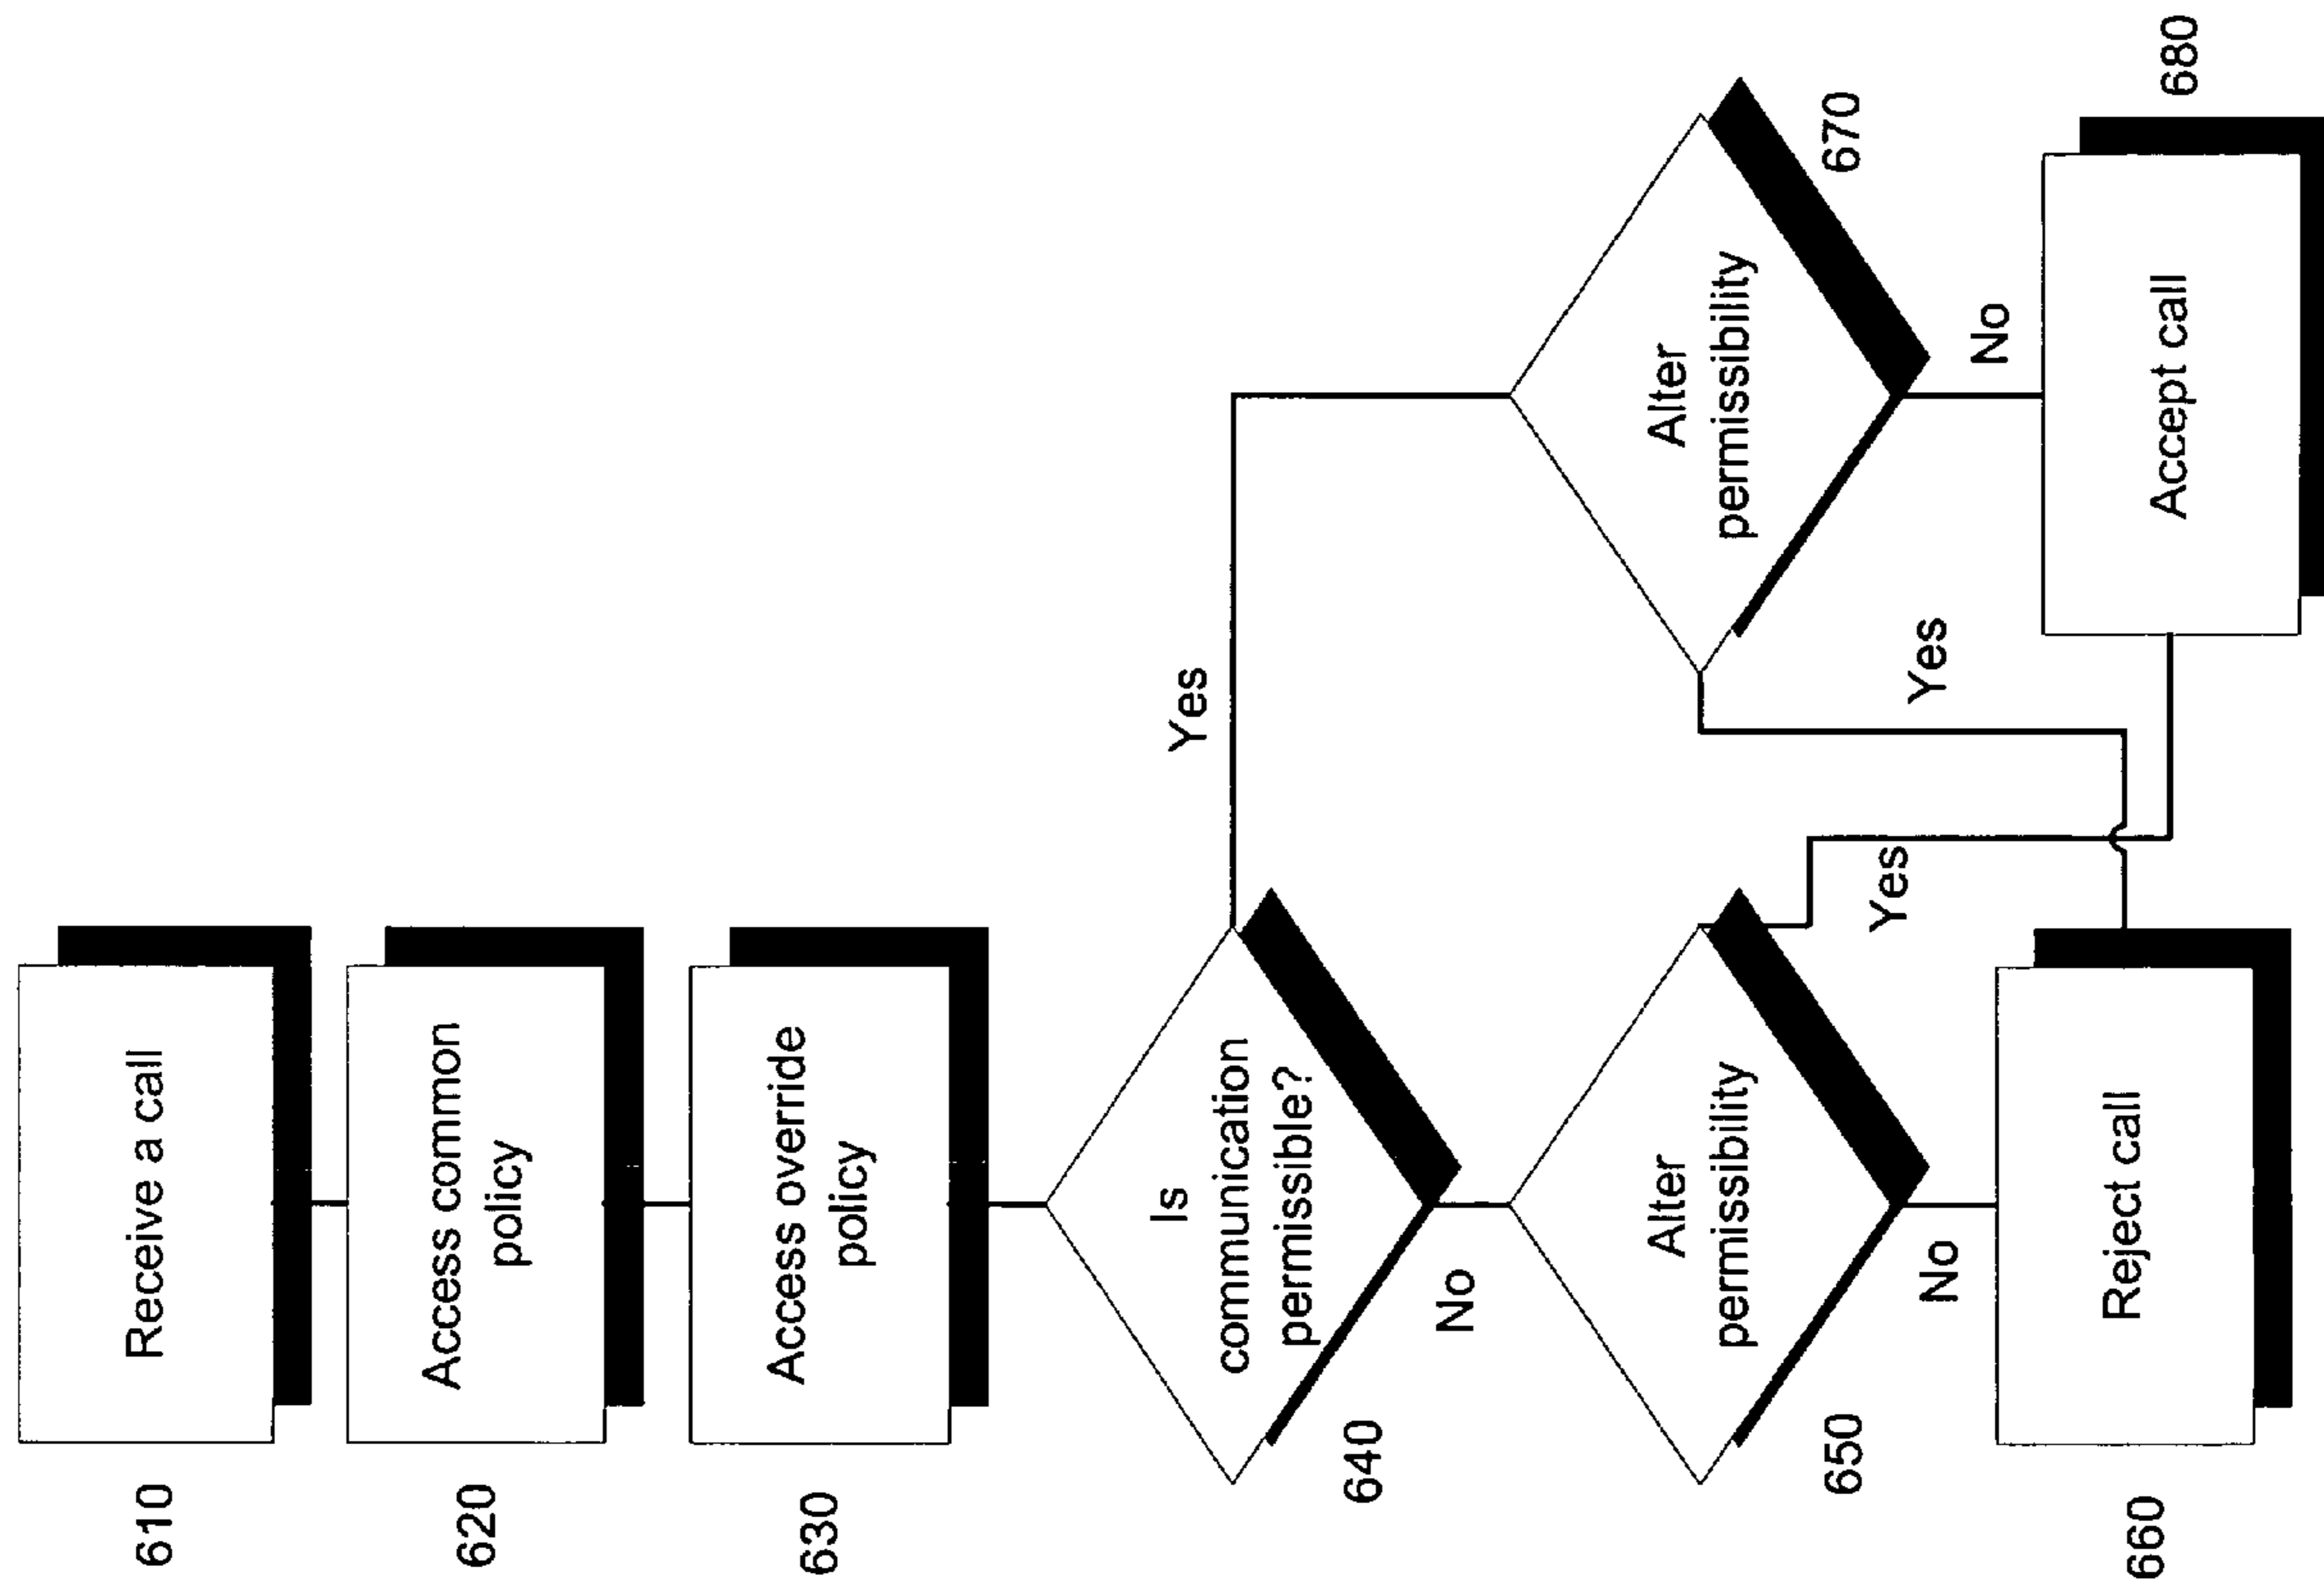 610
Receive a call
620
Access common
policy
630
Access override
policy
640
Is
communication
permissible?
Yes
No
650
Alter
permissibility
Yes
No
670
Alter
permissibility
Yes
No
660
Reject call
680
Accept call